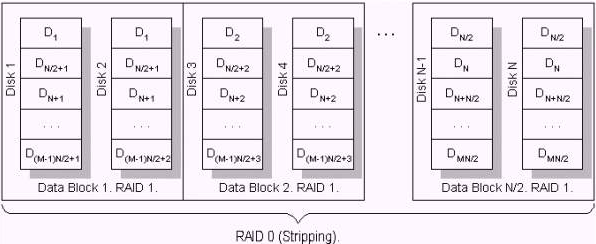 Disk 1
D1
DN/2+1
DN+1
. . .
D(M-1)N/2+1
Disk 2
D1
DN/2+1
DN+1
. . .
D(M-1)N/2+2
Data Block 1. RAID 1.
Disk 3
D2
DN/2+2
DN+2
. . .
D(M-1)N/2+3
Disk 4
D2
DN/2+2
DN+2
. . .
D(M-1)N/2+3
Data Block 2. RAID 1.
. . .
Disk N-1
DN/2
DN
DN+N/2
. . .
DMN/2
Disk N
DN/2
DN
DN+N/2
. . .
DMN/2
Data Block N/2. RAID 1.
RAID 0 (Stripping).